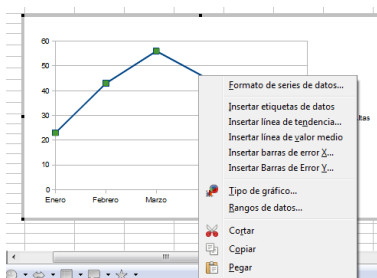 60
50
40
30
20
10
0
Enero Febrero Marzo
Formato de series de datos...
Insertar etiquetas de datos
Insertar línea de tendencia...
Insertar línea de valor medio
Insertar barras de error X...
Insertar Barras de Error Y...
Tipo de gráfico...
Rangos de datos...
Cortar
Copiar
Pegar